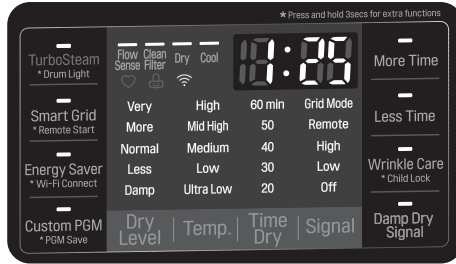 * Press and hold 3secs for extra functions
TurboSteam
* Drum Light
Smart Grid
* Remote Start
Energy Saver
* Wi-Fi Connect
Custom PGM
* PGM Save
Flow Sense
Clean Filter
Dry
Cool
1:25
Very High 60 min Grid Mode
More Mid High 50 Remote
Normal Medium 40 High
Less Low 30 Low
Damp Ultra Low 20 Off
Dry Level
Temp.
Time Dry
Signal
More Time
Less Time
Wrinkle Care
* Child Lock
Damp Dry
Signal